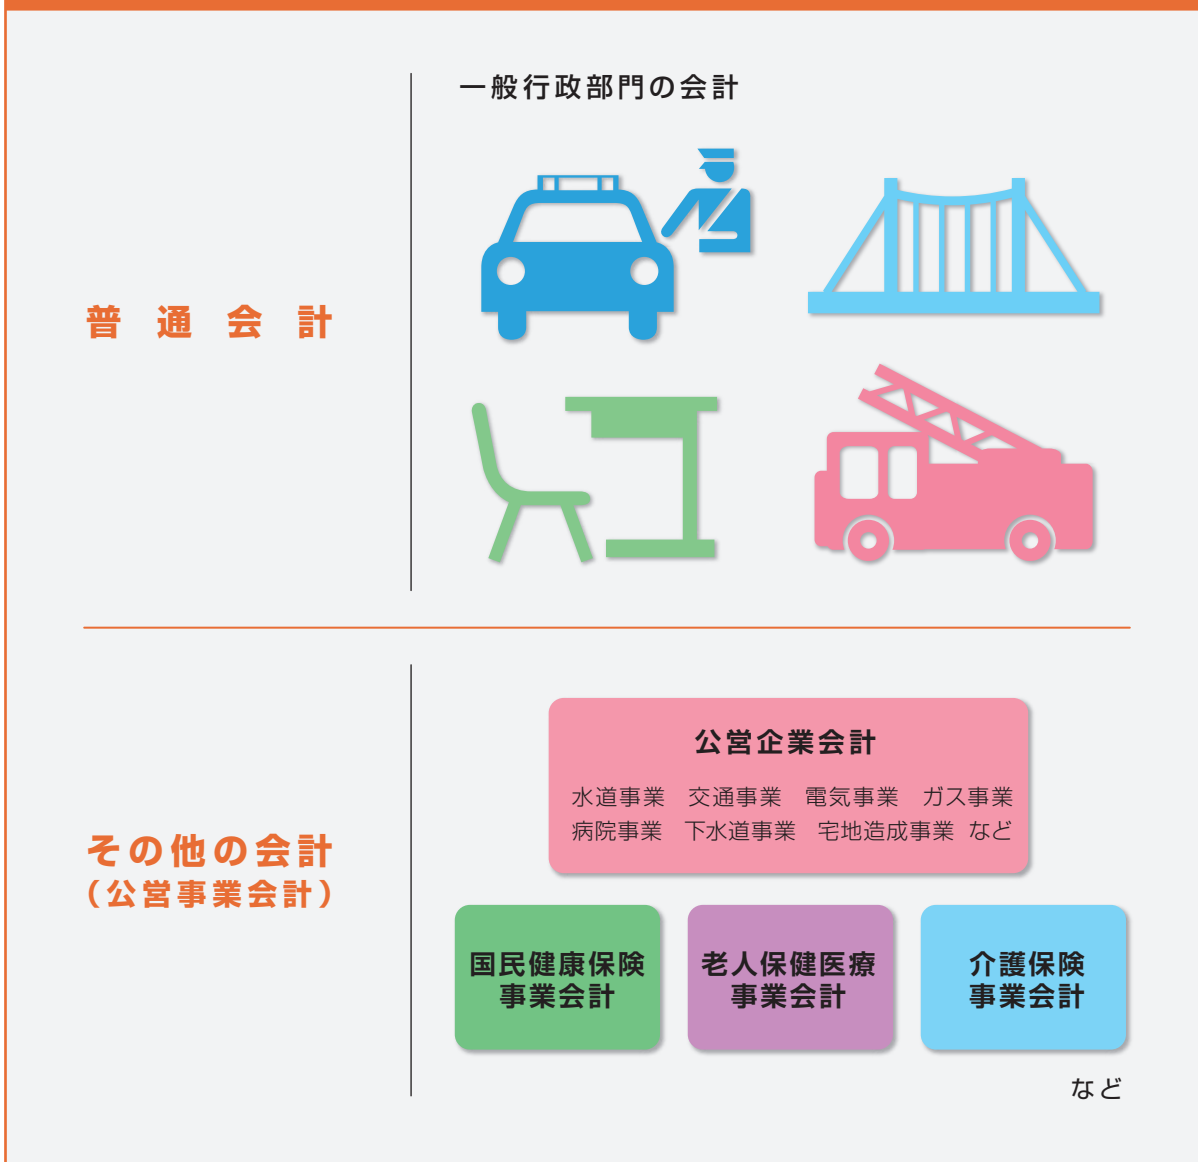 一般行政部門の会計
普通会計
公営企業会計
水道事業 交通事業 電気事業 ガス事業
病院事業 下水道事業 宅地造成事業 など
その他の会計
（公営事業会計）
国民健康保険
事業会計
老人保健医療
事業会計
介護保険
事業会計
など